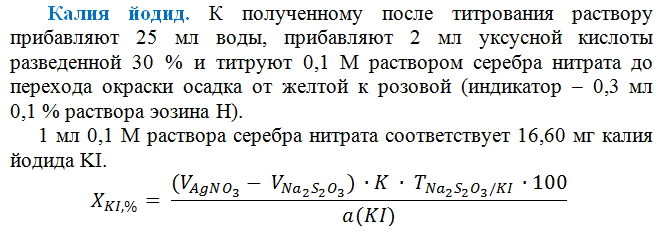 Калия йодид. К полученному после титрования раствору
прибавляют 25 мл воды, прибавляют 2 мл уксусной кислоты
разведенной 30 % и титруют 0,1 М раствором серебра нитрата до
перехода окраски осадка от желтой к розовой (индикатор – 0,3 мл
0,1 % раствора эозина Н).
1 мл 0,1 М раствора серебра нитрата соответствует 16,60 мг калия
йодида KI.
X_{KI,%} = \frac{(V_{AgNO_3} − V_{Na_2S_2O_3}) · K · T_{Na_2S_2O_3/KI} · 100}{a(KI)}